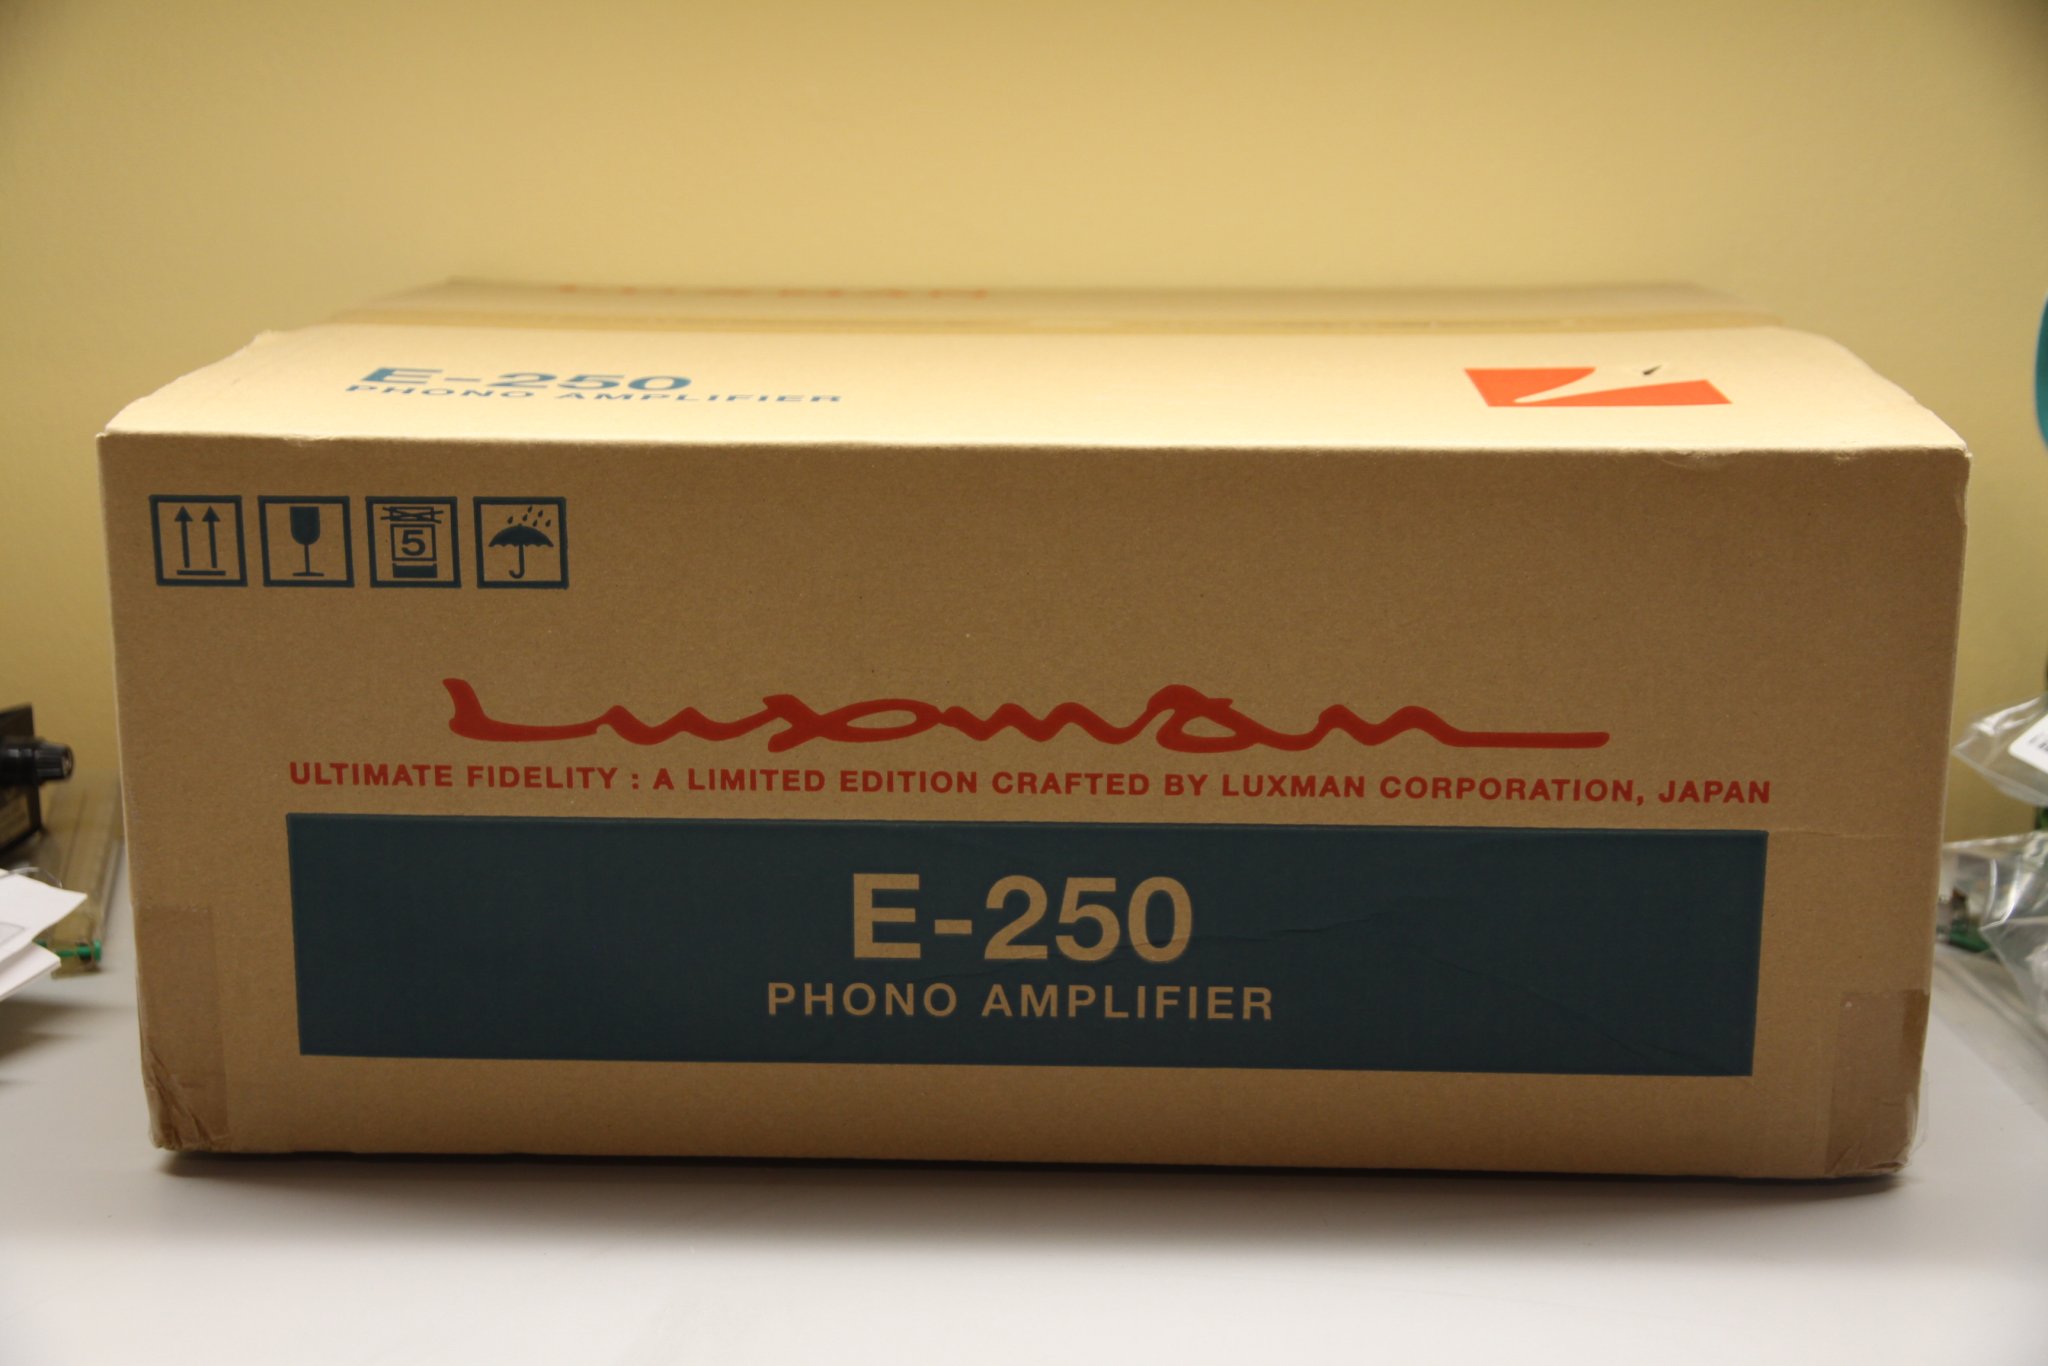 E-250
PHONO AMPLIFIER
5
Luxman
ULTIMATE FIDELITY : A LIMITED EDITION CRAFTED BY LUXMAN CORPORATION, JAPAN
E-250
PHONO AMPLIFIER